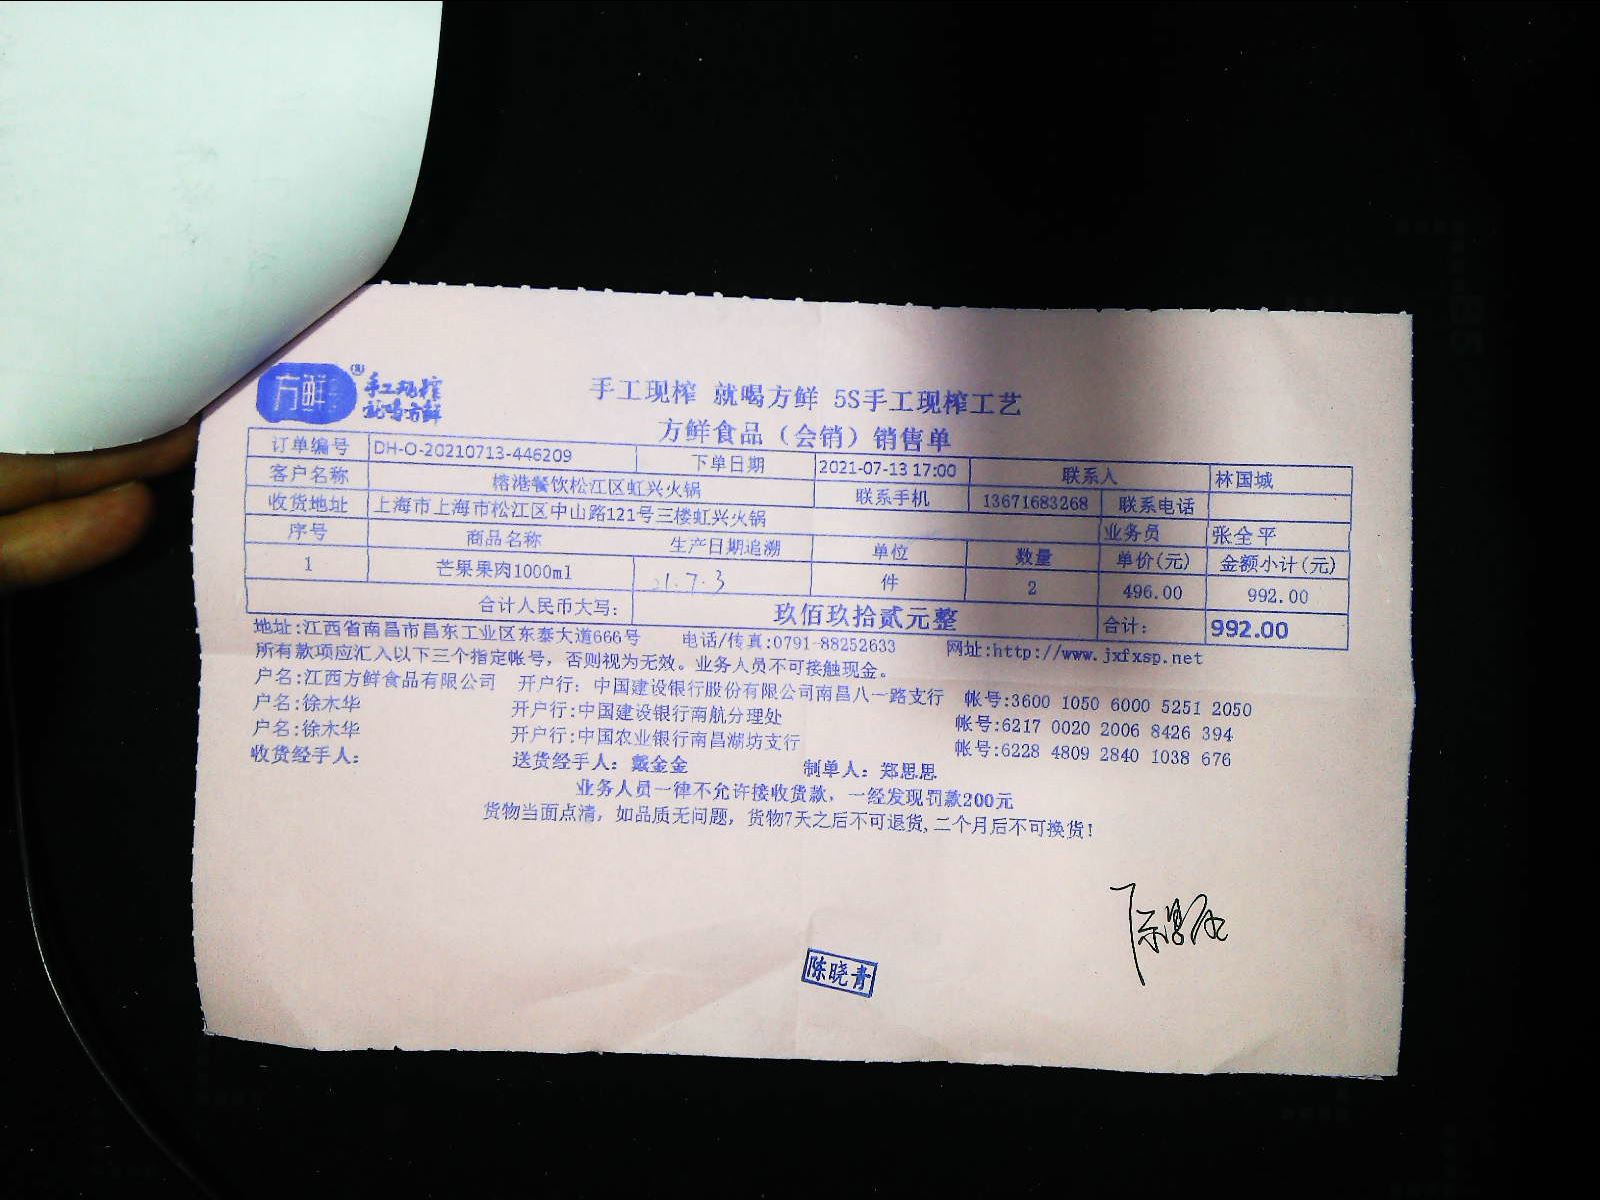 方鲜® 手工现榨
就喝方鲜
手工现榨 就喝方鲜 5S手工现榨工艺
方鲜食品（会销）销售单
订单编号 DH-O-20210713-446209 下单日期 2021-07-13 17:00 联系人 林国城
客户名称 榕港餐饮松江区虹兴火锅 联系手机 13671683268 联系电话
收货地址 上海市上海市松江区中山路121号三楼虹兴火锅 业务员 张全平
序号 商品名称 生产日期追溯 单位 数量 单价(元) 金额小计(元)
1 芒果果肉1000ml 21.7.3 件 2 496.00 992.00
合计人民币大写: 玖佰玖拾贰元整 合计: 992.00
地址:江西省南昌市昌东工业区东泰大道666号 电话/传真:0791-88252633 网址:http://www.jxfxsp.net
所有款项应汇入以下三个指定帐号，否则视为无效。业务人员不可接触现金。
户名:江西方鲜食品有限公司 开户行: 中国建设银行股份有限公司南昌八一路支行 帐号:3600 1050 6000 5251 2050
户名:徐木华 开户行:中国建设银行南航分理处 帐号:6217 0020 2006 8426 394
户名:徐木华 开户行:中国农业银行南昌湖坊支行 帐号:6228 4809 2840 1038 676
收货经手人: 送货经手人: 戴金金 制单人: 郑思思
业务人员一律不允许接收货款，一经发现罚款200元
货物当面点清，如品质无问题，货物7天之后不可退货,二个月后不可换货!
陈晓青